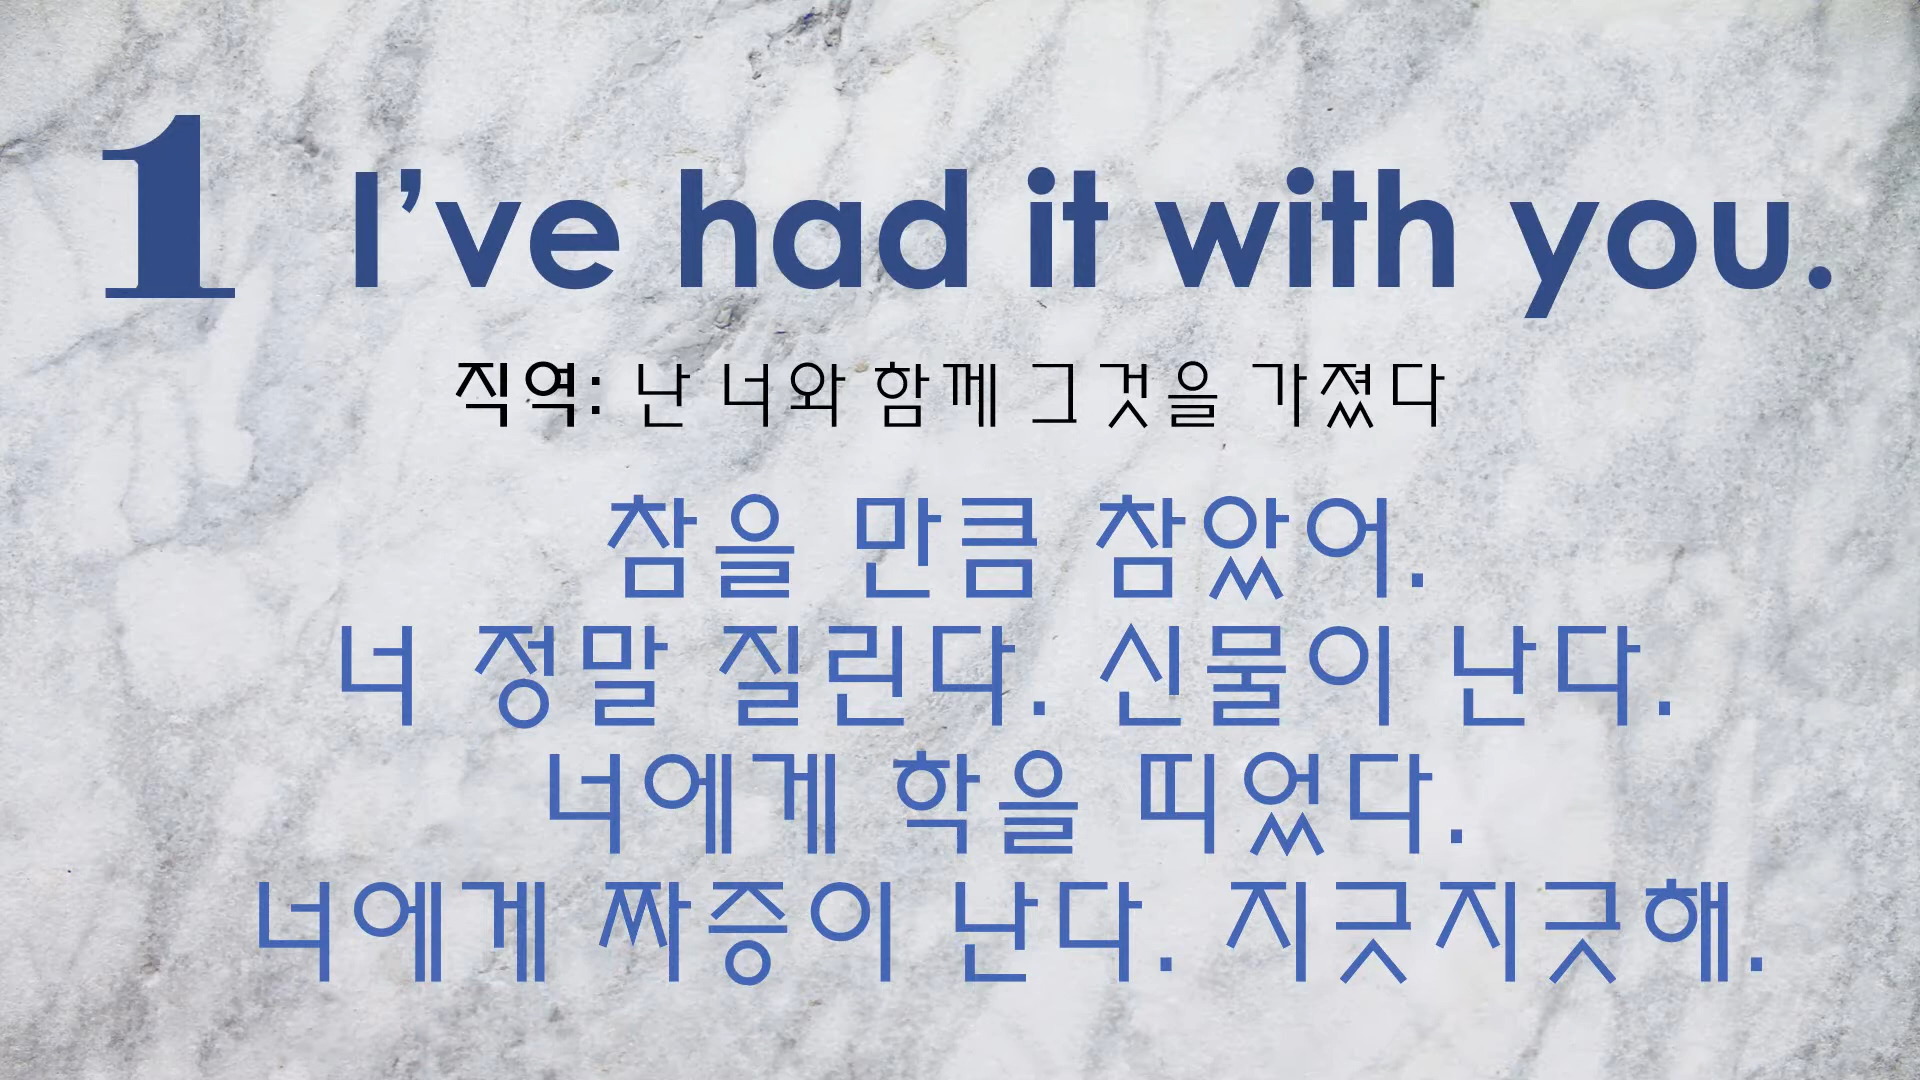 1 I’ve had it with you.
직역: 난 너와 함께 그것을 가졌다
참을 만큼 참았어.
너 정말 질린다. 신물이 난다.
너에게 학을 띠었다.
너에게 짜증이 난다. 지긋지긋해.